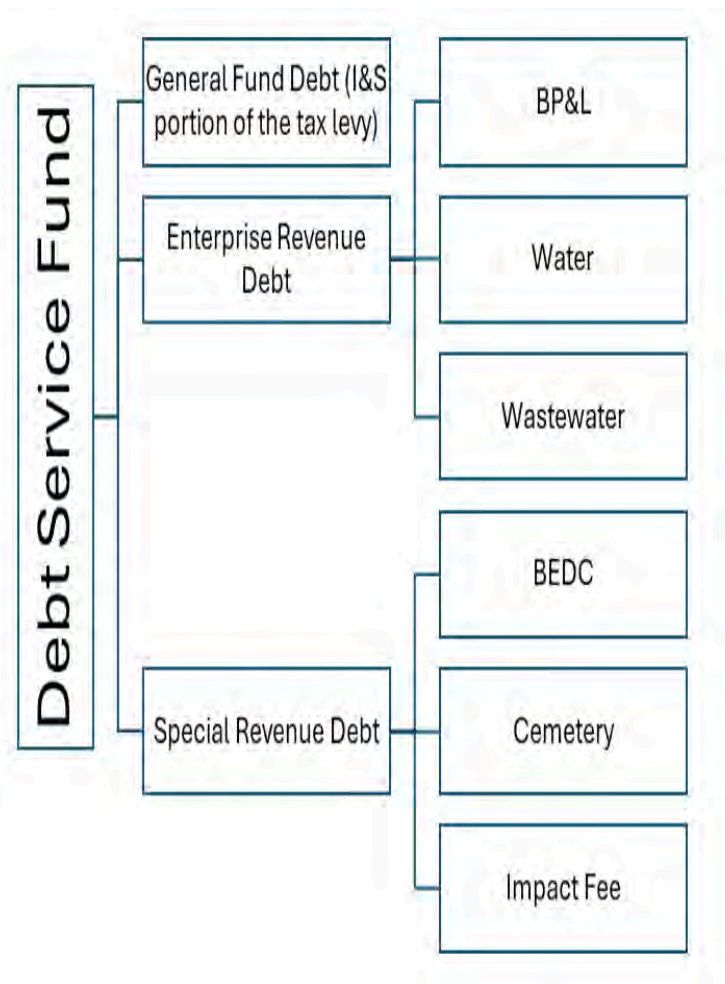 Debt Service Fund
General Fund Debt (I&S
portion of the tax levy)
Enterprise Revenue
Debt
Special Revenue Debt
BP&L
Water
Wastewater
BEDC
Cemetery
Impact Fee